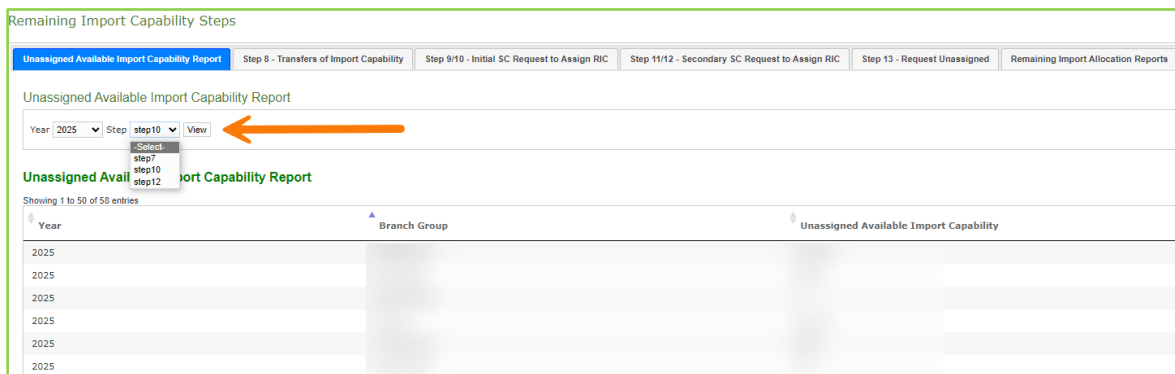 Remaining Import Capability Steps
Unassigned Available Import Capability Report Step 8 - Transfers of Import Capability Step 9/10 - Initial SC Request to Assign RIC Step 11/12 - Secondary SC Request to Assign RIC Step 13 - Request Unassigned Remaining Import Allocation Reports
Unassigned Available Import Capability Report
Year 2025 Step step10 View
-Select-
step7
step10
step12
Unassigned Avail ort Capability Report
Showing 1 to 50 of 58 entries
Year Branch Group Unassigned Available Import Capability
2025
2025
2025
2025
2025
2025